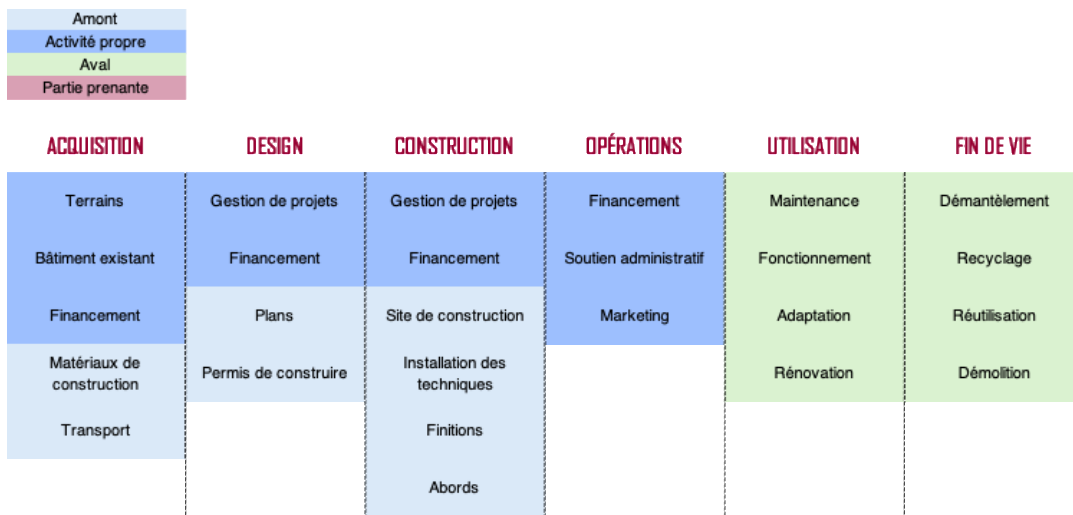 Amont
Activité propre
Aval
Partie prenante
ACQUISITION
DESIGN
CONSTRUCTION
OPÉRATIONS
UTILISATION
FIN DE VIE
Terrains
Gestion de projets
Gestion de projets
Financement
Maintenance
Démantèlement
Bâtiment existant
Financement
Financement
Soutien administratif
Fonctionnement
Recyclage
Financement
Plans
Site de construction
Marketing
Adaptation
Réutilisation
Matériaux de
construction
Permis de construire
Installation des
techniques
Rénovation
Démolition
Transport
Finitions
Abords